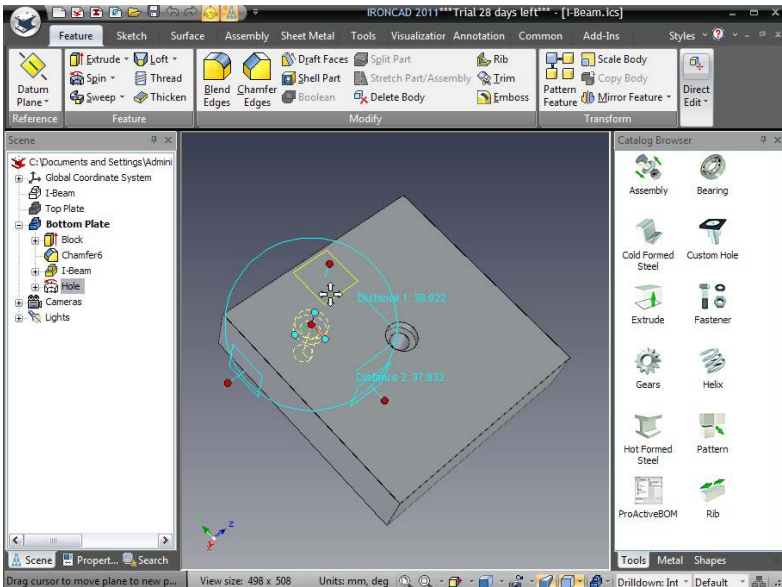 IRONCAD 2011***Trial 28 days left*** - [I-Beam.ics]
Feature Sketch Surface Assembly Sheet Metal Tools Visualizatior Annotation Common Add-Ins Styles
Datum Plane
Extrude
Spin
Sweep
Loft
Thread
Thicken
Blend Edges
Chamfer Edges
Draft Faces
Shell Part
Boolean
Split Part
Stretch Part/Assembly
Delete Body
Rib
Trim
Emboss
Pattern Feature
Scale Body
Copy Body
Mirror Feature
Direct Edit
Reference Feature Modify Transform
Scene
C:\Documents and Settings\Admini
Global Coordinate System
I-Beam
Top Plate
Bottom Plate
Block
Chamfer6
I-Beam
Hole
Cameras
Lights
Distance 1: 38.922
Distance 2: 37.932
Z
Catalog Browser
Assembly Bearing
Cold Formed Steel
Custom Hole
Extrude Fastener
Gears Helix
Hot Formed Steel
Pattern
ProActiveBOM Rib
Scene Propert... Search
Tools Metal Shapes
Drag cursor to move plane to new p... View size: 498 x 508 Units: mm, deg Drilldown: Int Default